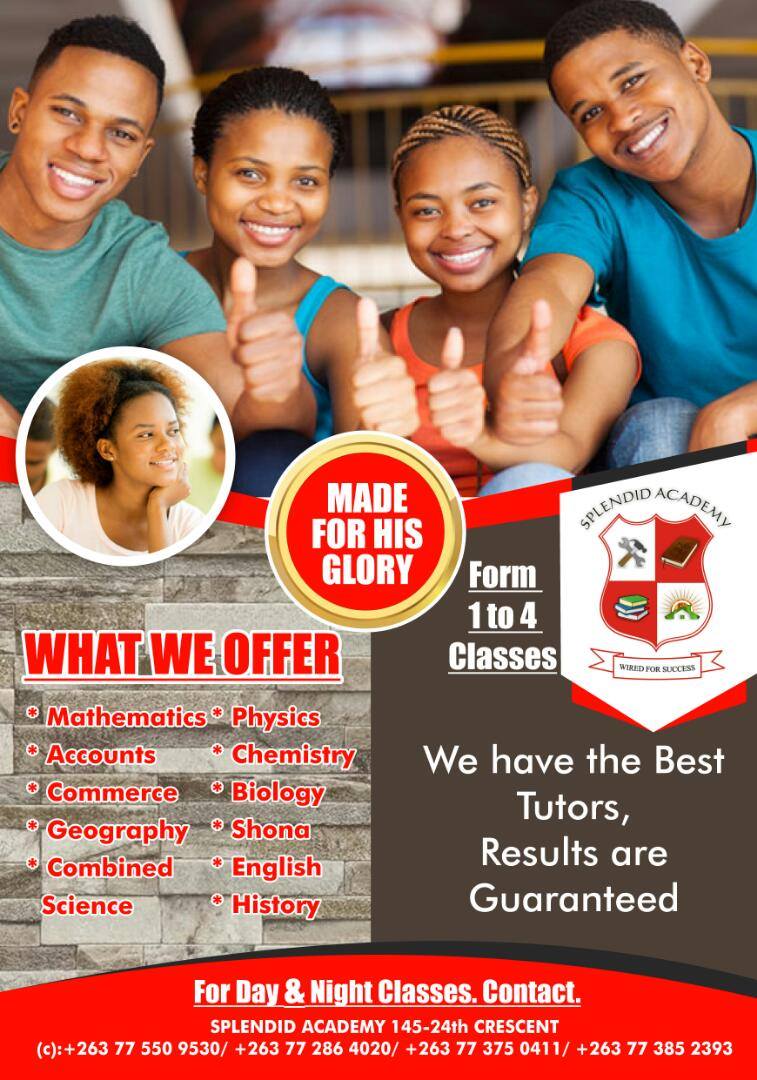 MADE
FOR HIS
GLORY
SPLENDID ACADEMY
WIRED FOR SUCCESS
Form
1 to 4
Classes
WHAT WE OFFER
* Mathematics
* Accounts
* Commerce
* Geography
* Combined
Science
* Physics
* Chemistry
* Biology
* Shona
* English
* History
We have the Best
Tutors,
Results are
Guaranteed
For Day & Night Classes. Contact.
SPLENDID ACADEMY 145-24th CRESCENT
(c):+263 77 550 9530/ +263 77 286 4020/ +263 77 375 0411/ +263 77 385 2393